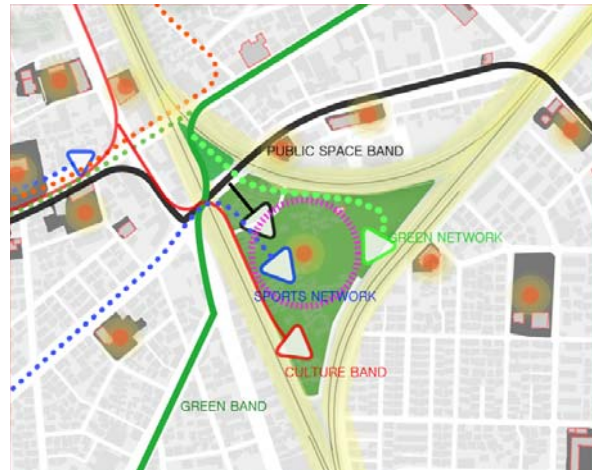 PUBLIC SPACE BAND
GREEN NETWORK
SPORTS NETWORK
CULTURE BAND
GREEN BAND